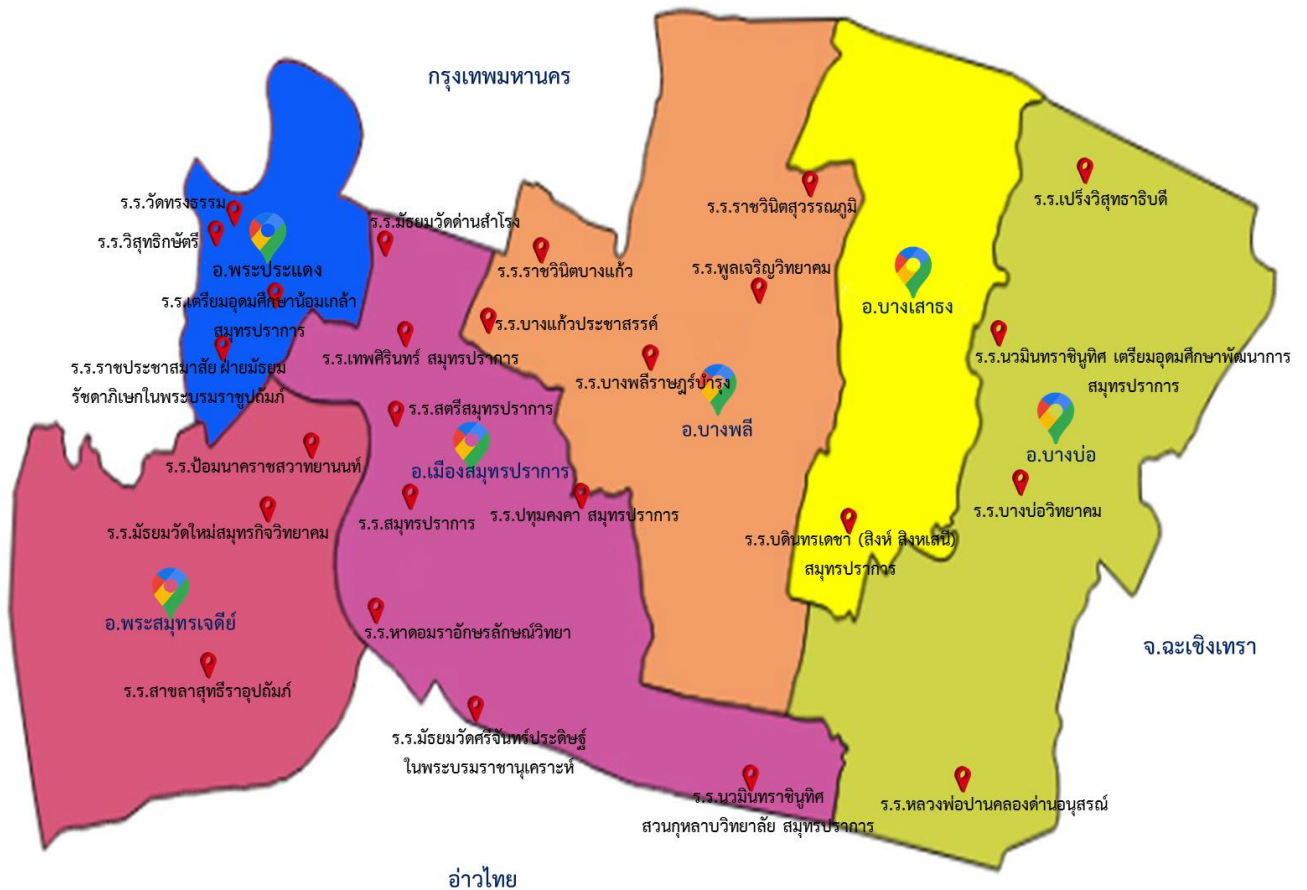 กรุงเทพมหานคร
ร.ร.วัดทรงธรรม
ร.ร.วิสุทธิกษัตรี
อ.พระประแดง
ร.ร.เตรียมอุดมศึกษาน้อมเกล้า
สมุทรปราการ
ร.ร.ราชประชาสมาสัย ฝ่ายมัธยม
รัชดาภิเษกในพระบรมราชูปถัมภ์
ร.ร.มัธยมวัดด่านสำโรง
ร.ร.เทพศิรินทร์ สมุทรปราการ
ร.ร.สตรีสมุทรปราการ
อ.เมืองสมุทรปราการ
ร.ร.สมุทรปราการ
ร.ร.ปทุมคงคา สมุทรปราการ
ร.ร.หาดอมราอักษรลักษณ์วิทยา
ร.ร.มัธยมวัดศรีจันทร์ประดิษฐ์
ในพระบรมราชานุเคราะห์
ร.ร.นวมินทราชินูทิศ
สวนกุหลาบวิทยาลัย สมุทรปราการ
ร.ร.ป้อมนาคราชสวาทยานนท์
ร.ร.มัธยมวัดใหม่สมุทรกิจวิทยาคม
อ.พระสมุทรเจดีย์
ร.ร.สาขลาสุทธีราอุปถัมภ์
ร.ร.ราชวินิตบางแก้ว
ร.ร.บางแก้วประชาสรรค์
ร.ร.ราชวินิตสุวรรณภูมิ
ร.ร.พูลเจริญวิทยาคม
ร.ร.บางพลีราษฎร์บำรุง
อ.บางพลี
อ.บางเสาธง
ร.ร.บดินทรเดชา (สิงห์ สิงหเสนี)
สมุทรปราการ
ร.ร.เปร็งวิสุทธาธิบดี
ร.ร.นวมินทราชินูทิศ เตรียมอุดมศึกษาพัฒนาการ
สมุทรปราการ
อ.บางบ่อ
ร.ร.บางบ่อวิทยาคม
ร.ร.หลวงพ่อปานคลองด่านอนุสรณ์
จ.ฉะเชิงเทรา
อ่าวไทย